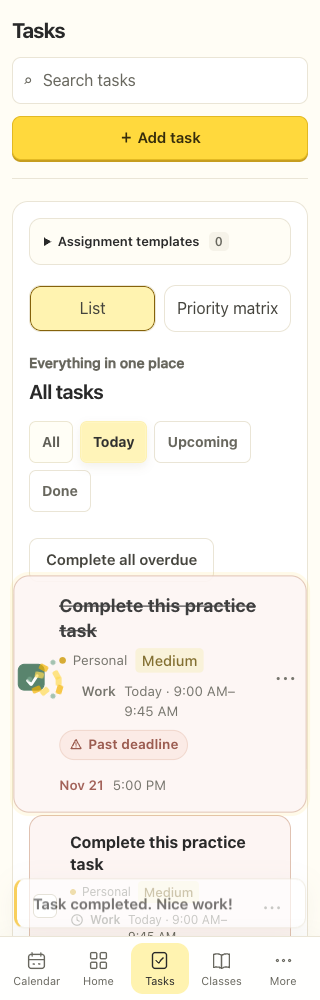 Tasks
Search tasks
+ Add task
Assignment templates 0
List
Priority matrix
Everything in one place
All tasks
All
Today
Upcoming
Done
Complete all overdue
Complete this practice
task
Personal Medium
Work Today · 9:00 AM–
9:45 AM
Past deadline
Nov 21 5:00 PM
Complete this practice
task
Personal Medium
Task completed. Nice work!
Work Today · 9:00 AM–
9:45 AM
Calendar
Home
Tasks
Classes
More